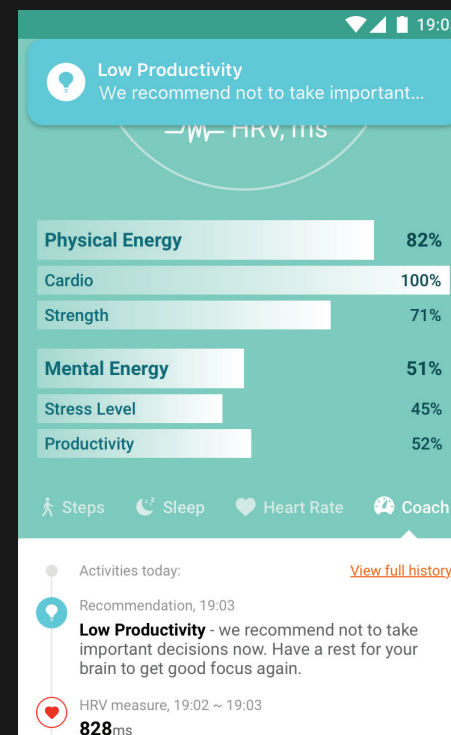 19:03
Low Productivity
We recommend not to take important...
HRV, ms
Physical Energy 82%
Cardio 100%
Strength 71%
Mental Energy 51%
Stress Level 45%
Productivity 52%
Steps Sleep Heart Rate Coach
Activities today: View full history
Recommendation, 19:03
Low Productivity - we recommend not to take
important decisions now. Have a rest for your
brain to get good focus again.
HRV measure, 19:02 ~ 19:03
828ms